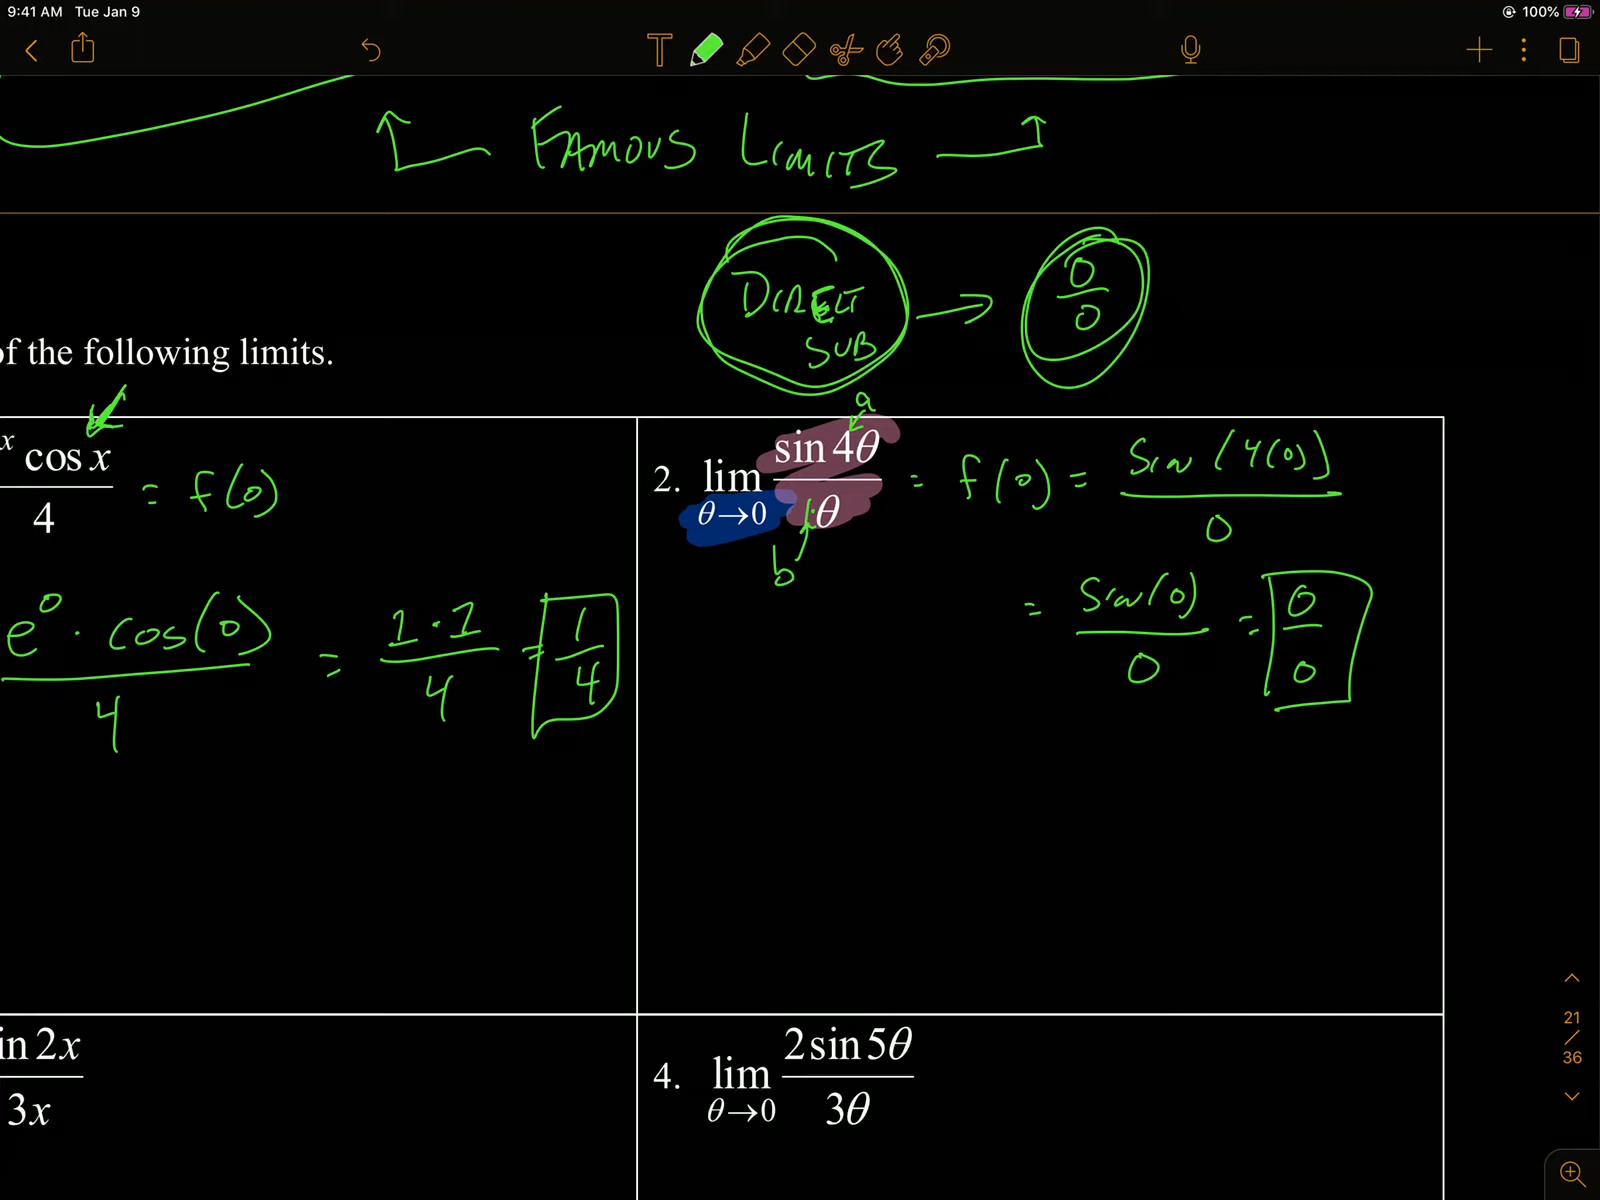 9:41 AM Tue Jan 9
100%
FAMOUS LIMITS
DIRECT SUB → 0/0
of the following limits.
x cos x / 4 = f(0)
e^0 · cos(0) / 4 = 1·1 / 4 = 1/4
a
2. lim θ→0 sin 4θ / θ = f(0) = sin(4(0)) / 0
b
= sin(0) / 0 = 0/0
in 2x / 3x
4. lim θ→0 2 sin 5θ / 3θ
21 / 36